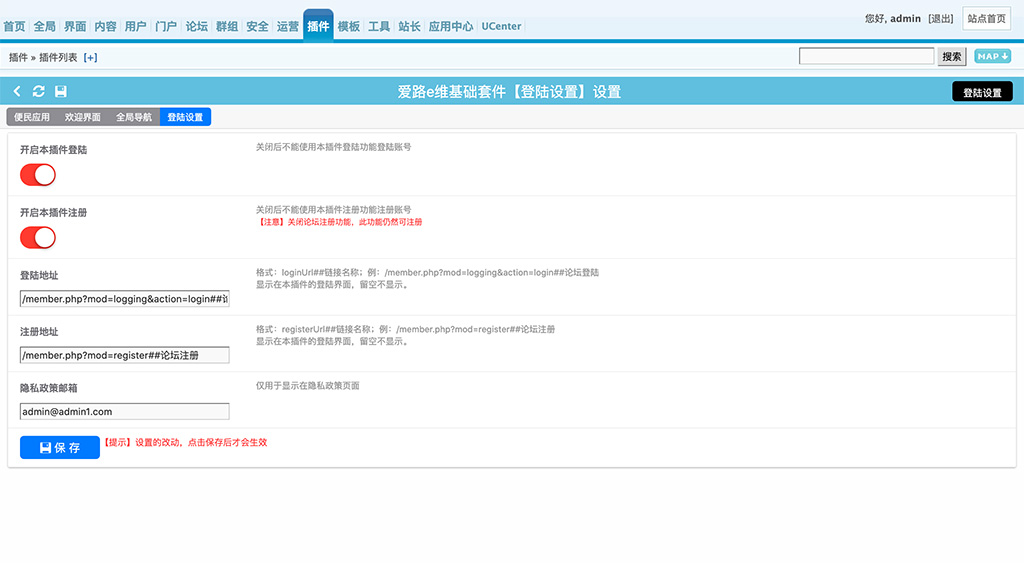 您好, admin [退出] 站点首页
首页 全局 界面 内容 用户 门户 论坛 群组 安全 运营 插件 模板 工具 站长 应用中心 UCenter
插件 » 插件列表 [+] 搜索 MAP
爱路e维基础套件【登陆设置】设置 登陆设置
便民应用 欢迎界面 全局导航 登陆设置
开启本插件登陆
关闭后不能使用本插件登陆功能登陆账号
开启本插件注册
关闭后不能使用本插件注册功能注册账号
【注意】关闭论坛注册功能，此功能仍然可注册
登陆地址
格式：loginUrl##链接名称；例：/member.php?mod=logging&action=login##论坛登陆
显示在本插件的登陆界面，留空不显示。
/member.php?mod=logging&action=login##
注册地址
格式：registerUrl##链接名称；例：/member.php?mod=register##论坛注册
显示在本插件的登陆界面，留空不显示。
/member.php?mod=register##论坛注册
隐私政策邮箱
仅用于显示在隐私政策页面
admin@admin1.com
保 存
【提示】设置的改动，点击保存后才会生效